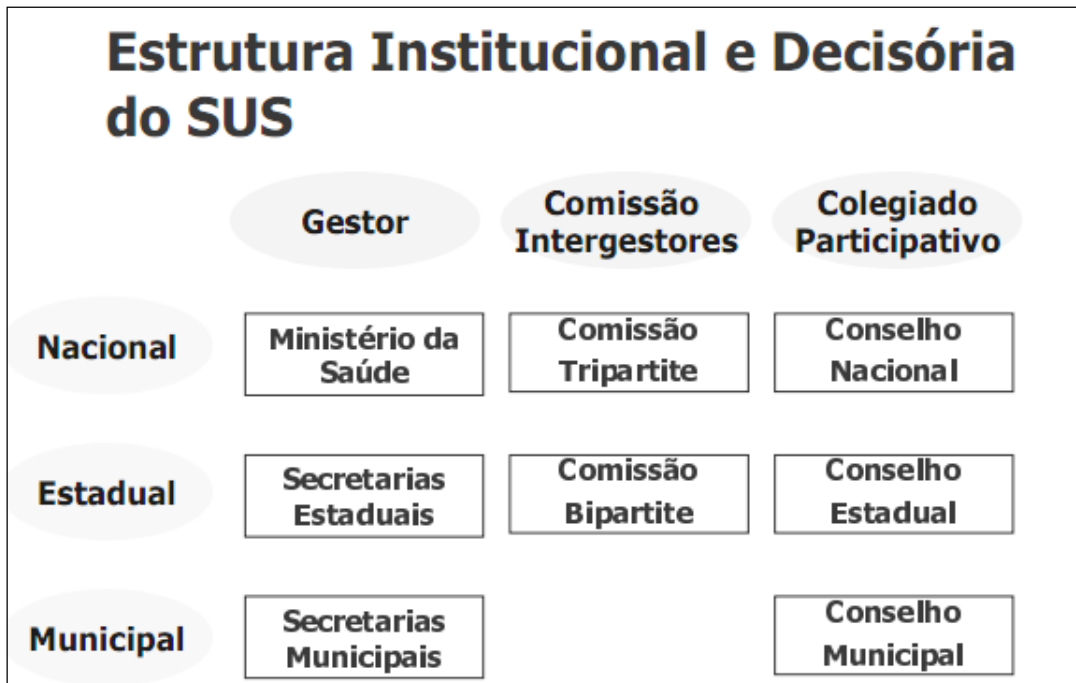 Estrutura Institucional e Decisória
do SUS
Gestor
Comissão
Intergestores
Colegiado
Participativo
Nacional
Ministério da
Saúde
Comissão
Tripartite
Conselho
Nacional
Estadual
Secretarias
Estaduais
Comissão
Bipartite
Conselho
Estadual
Municipal
Secretarias
Municipais
Conselho
Municipal